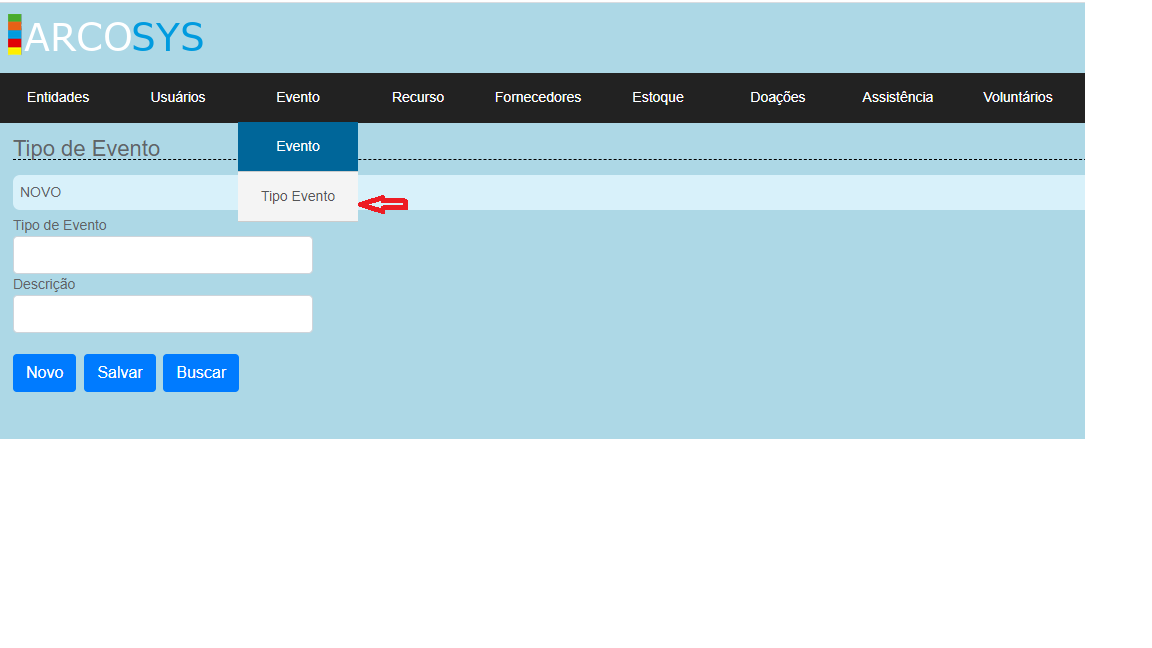 ARCOSYS
Entidades Usuários Evento Recurso Fornecedores Estoque Doações Assistência Voluntários
Evento
Tipo de Evento
Tipo Evento
NOVO
Tipo de Evento
Descrição
Novo Salvar Buscar